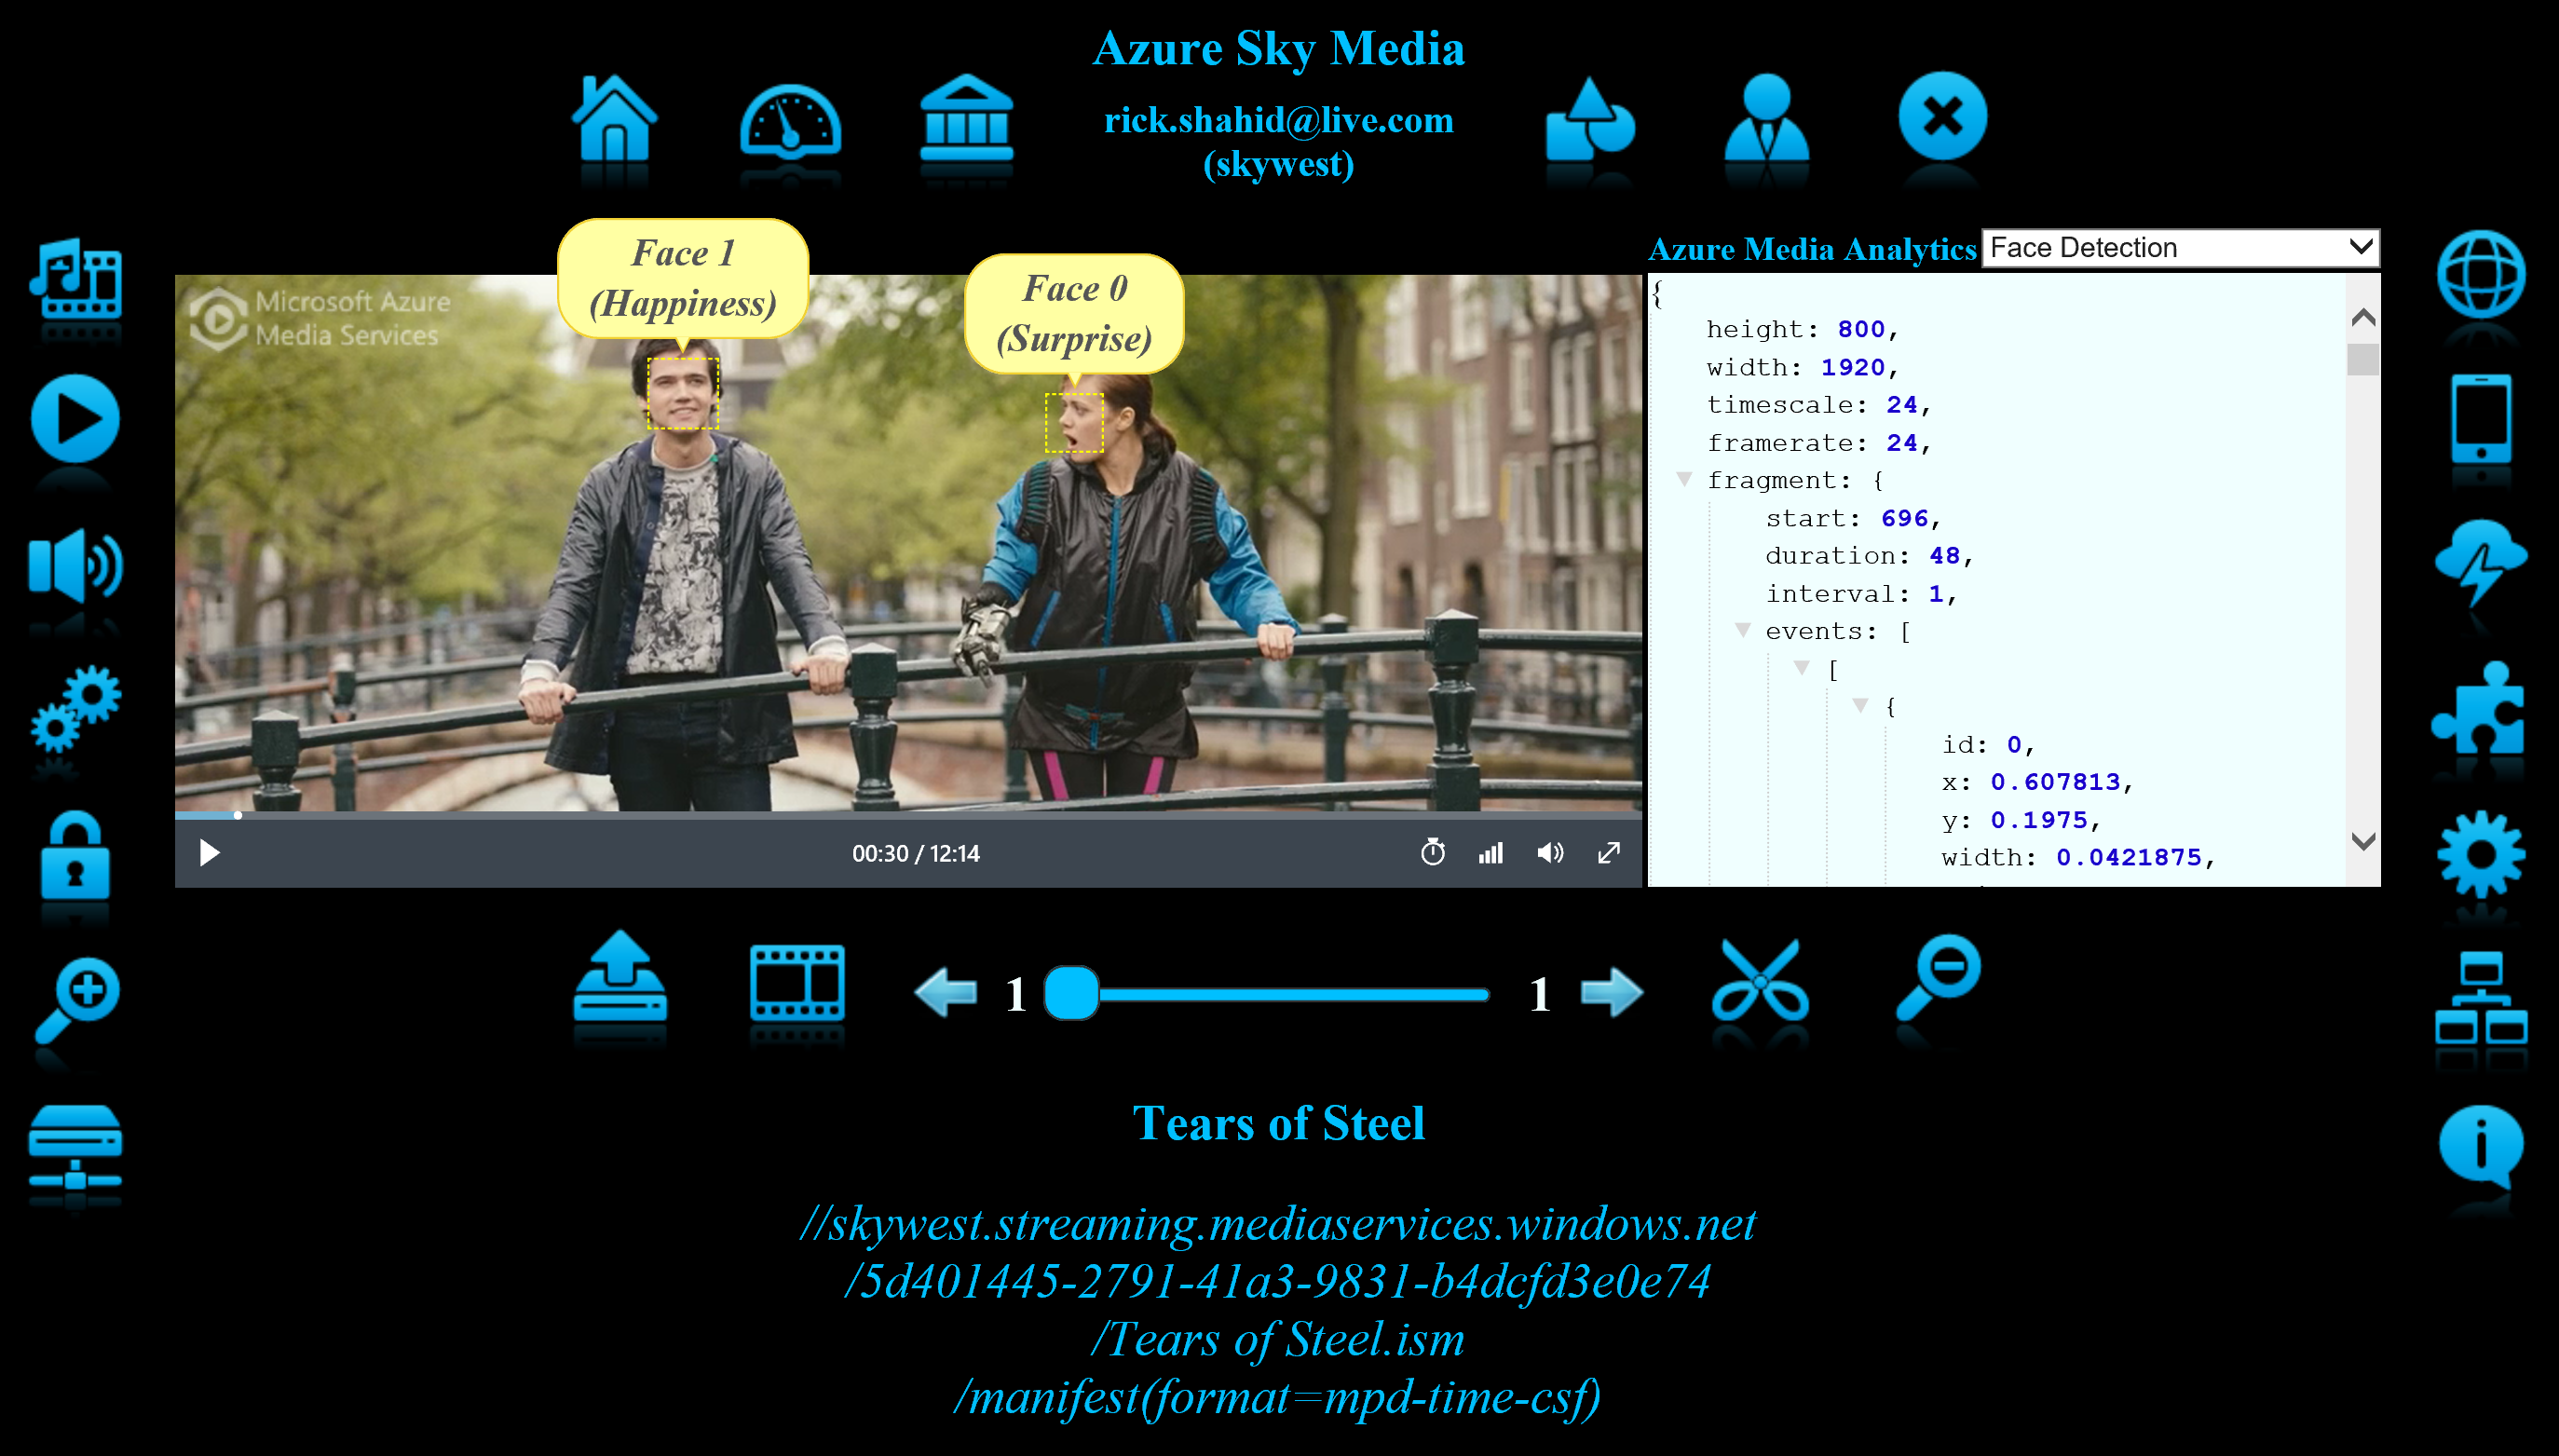 Azure Sky Media
rick.shahid@live.com
(skywest)
Face 1
(Happiness)
Face 0
(Surprise)
Microsoft Azure
Media Services
00:30 / 12:14
Azure Media Analytics Face Detection
{
height: 800,
width: 1920,
timescale: 24,
framerate: 24,
fragment: {
start: 696,
duration: 48,
interval: 1,
events: [
[
{
id: 0,
x: 0.607813,
y: 0.1975,
width: 0.0421875,
1 1
Tears of Steel
//skywest.streaming.mediaservices.windows.net
/5d401445-2791-41a3-9831-b4dcfd3e0e74
/Tears of Steel.ism
/manifest(format=mpd-time-csf)